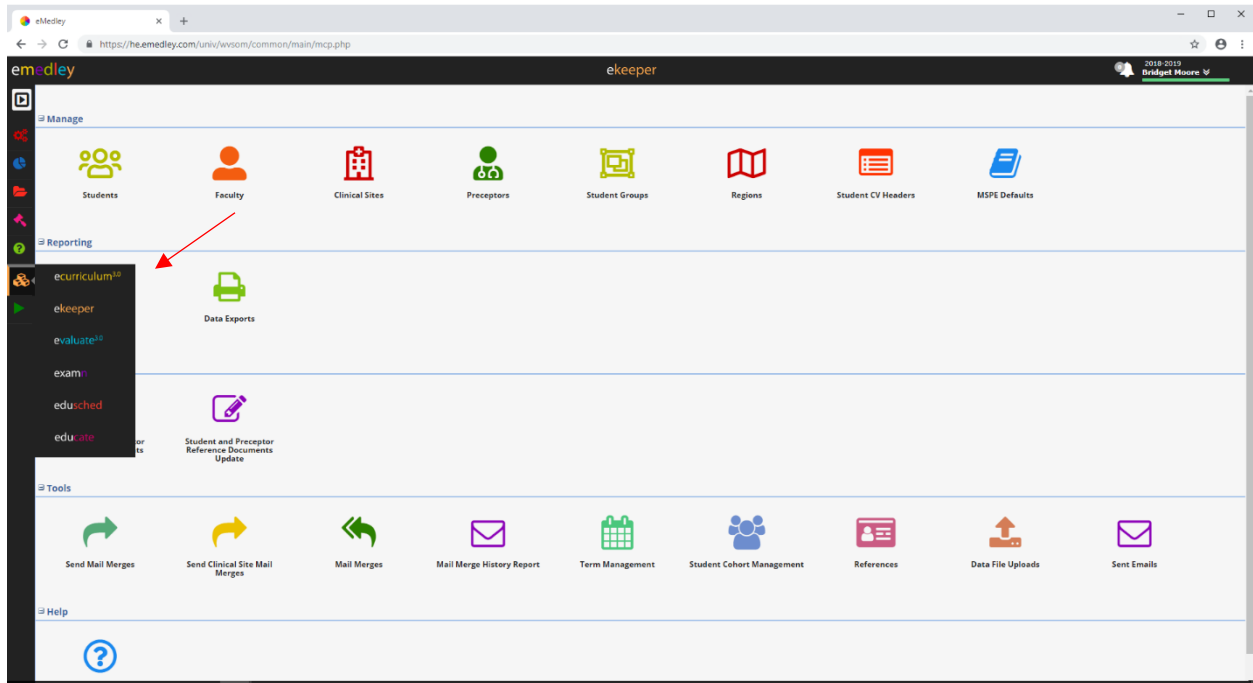 eMedley
https://he.emedley.com/univ/wvsom/common/main/mcp.php
emedley
ekeeper
2018-2019
Bridget Moore
Manage
Students
Faculty
Clinical Sites
Preceptors
Student Groups
Regions
Student CV Headers
MSPE Defaults
Reporting
Data Exports
ecurriculum3.0
ekeeper
evaluate3.0
examn
edusched
educate
or
ts
Student and Preceptor
Reference Documents
Update
Tools
Send Mail Merges
Send Clinical Site Mail
Merges
Mail Merges
Mail Merge History Report
Term Management
Student Cohort Management
References
Data File Uploads
Sent Emails
Help